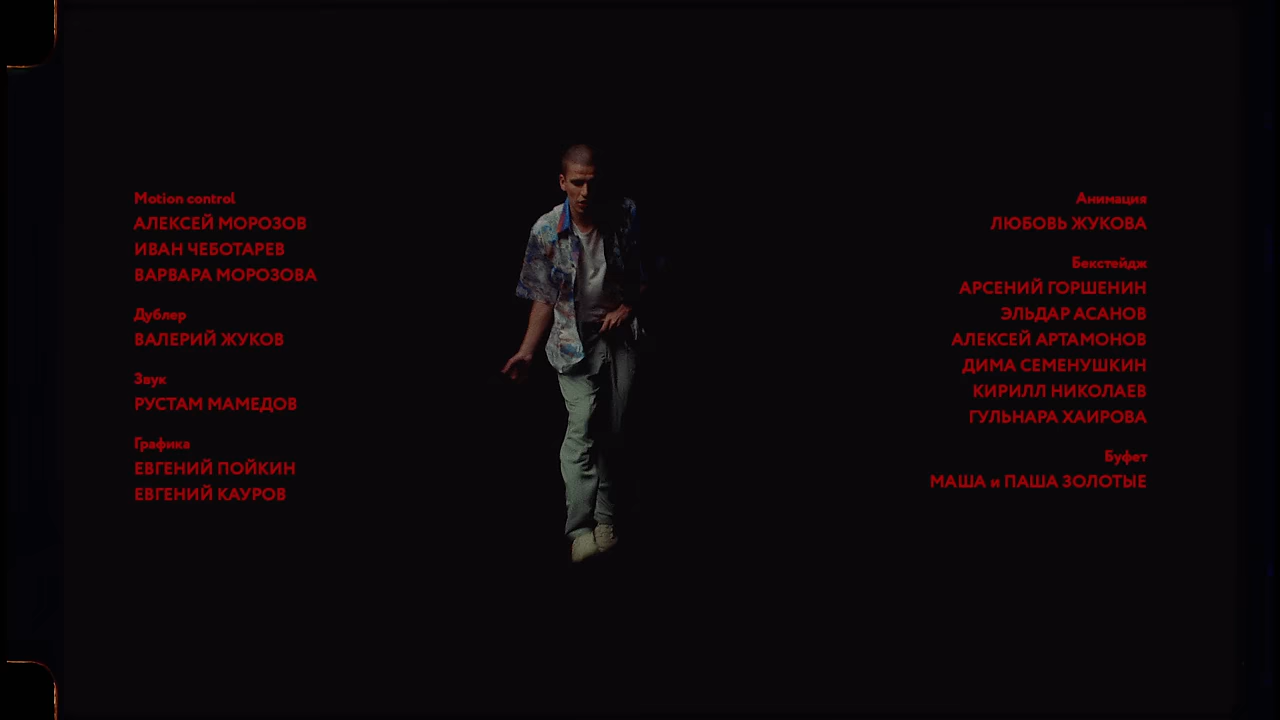 Motion control
АЛЕКСЕЙ МОРОЗОВ
ИВАН ЧЕБОТАРЕВ
ВАРВАРА МОРОЗОВА
Дублер
ВАЛЕРИЙ ЖУКОВ
Звук
РУСТАМ МАМЕДОВ
Графика
ЕВГЕНИЙ ПОЙКИН
ЕВГЕНИЙ КАУРОВ
Анимация
ЛЮБОВЬ ЖУКОВА
Бекстейдж
АРСЕНИЙ ГОРШЕНИН
ЭЛЬДАР АСАНОВ
АЛЕКСЕЙ АРТАМОНОВ
ДИМА СЕМЕНУШКИН
КИРИЛЛ НИКОЛАЕВ
ГУЛЬНАРА ХАИРОВА
Буфет
МАША и ПАША ЗОЛОТЫЕ